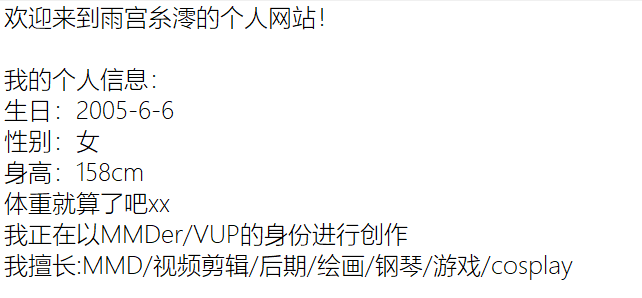 欢迎来到雨宫糸澪的个人网站！
我的个人信息：
生日：2005-6-6
性别：女
身高：158cm
体重就算了吧xx
我正在以MMDer/VUP的身份进行创作
我擅长:MMD/视频剪辑/后期/绘画/钢琴/游戏/cosplay